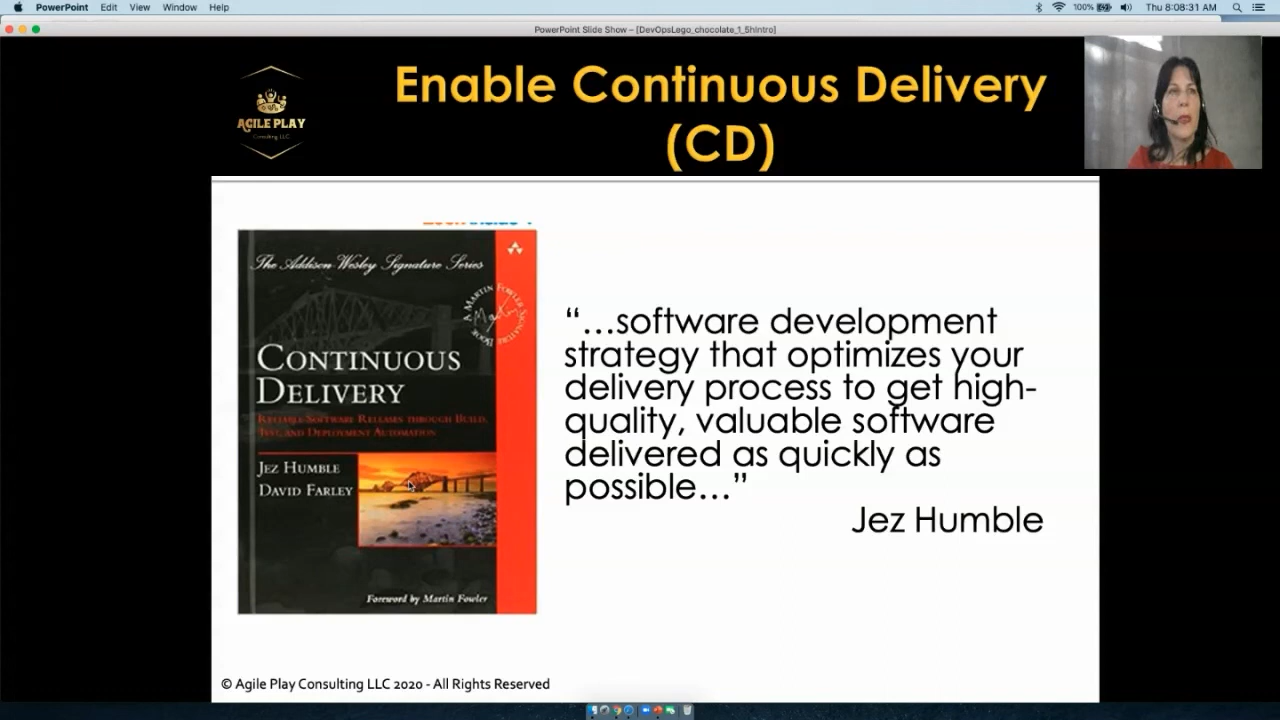 PowerPoint Edit View Window Help
100% Thu 8:08:31 AM
PowerPoint Slide Show – [DevOpsLego_chocolate_1_5hIntro]
AGILE PLAY
Consulting LLC
Enable Continuous Delivery
(CD)
The Addison-Wesley Signature Series
A MARTIN FOWLER SIGNATURE BOOK
CONTINUOUS
DELIVERY
RELIABLE SOFTWARE RELEASES THROUGH BUILD,
TEST, AND DEPLOYMENT AUTOMATION
JEZ HUMBLE
DAVID FARLEY
Foreword by Martin Fowler
“...software development
strategy that optimizes your
delivery process to get high-
quality, valuable software
delivered as quickly as
possible...”
Jez Humble
© Agile Play Consulting LLC 2020 - All Rights Reserved